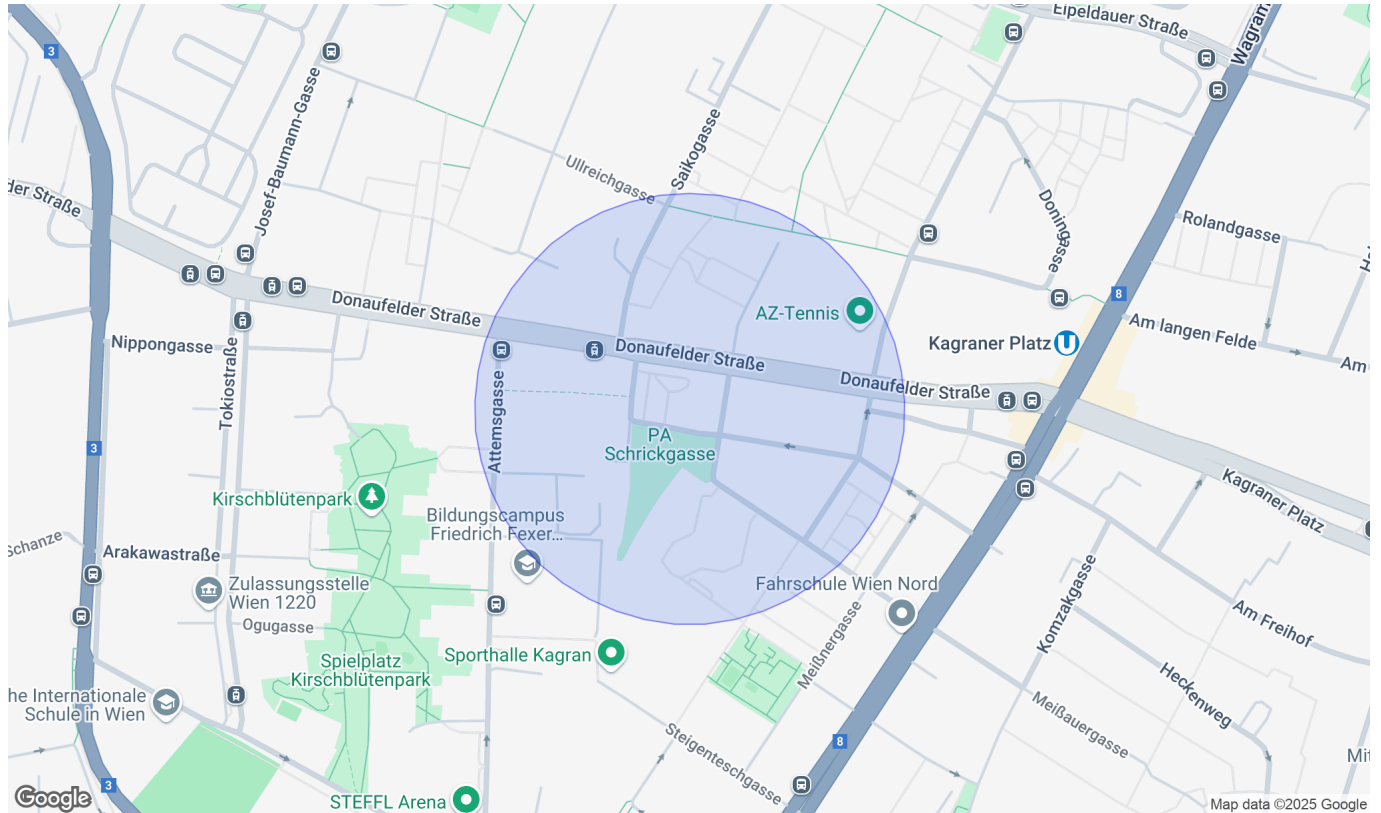 Eipeldauer Straße
Wagram
3
Josef-Baumann-Gasse
Saikogasse
Ullreichgasse
der Straße
Doningasse
Rolandgasse
8
AZ-Tennis
Donaufelder Straße
Am langen Felde
Kagraner Platz
U
Nippongasse
Donaufelder Straße
Am
Donaufelder Straße
Tokiostraße
Attemsgasse
3
PA
Schrickgasse
Kirschblütenpark
Kagraner Platz
Bildungscampus
Friedrich Fexer...
Schanze
Arakawastraße
Zulassungsstelle
Wien 1220
Fahrschule Wien Nord
Komzakgasse
Am Freihof
Ogugasse
Meißnergasse
Sporthalle Kagran
Spielplatz
Kirschblütenpark
he Internationale
Schule in Wien
Heckenweg
Meißauergasse
Steigenteschgasse
8
Mit
3
STEFFL Arena
Google
Map data ©2025 Google